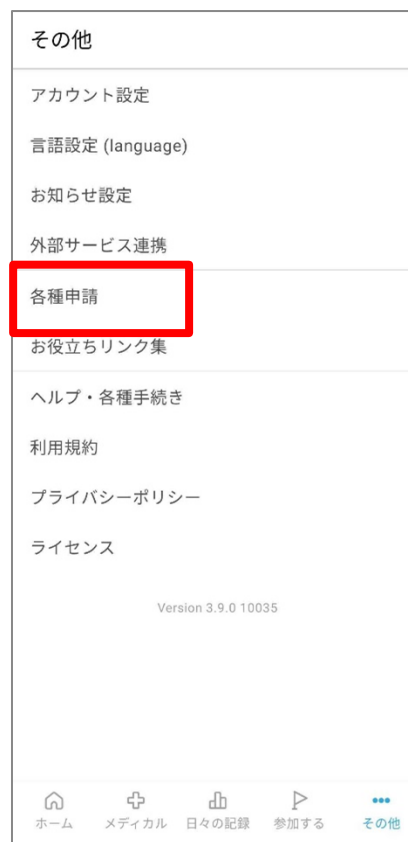 その他
アカウント設定
言語設定 (language)
お知らせ設定
外部サービス連携
各種申請
お役立ちリンク集
ヘルプ・各種手続き
利用規約
プライバシーポリシー
ライセンス
Version 3.9.0 10035
ホーム メディカル 日々の記録 参加する その他